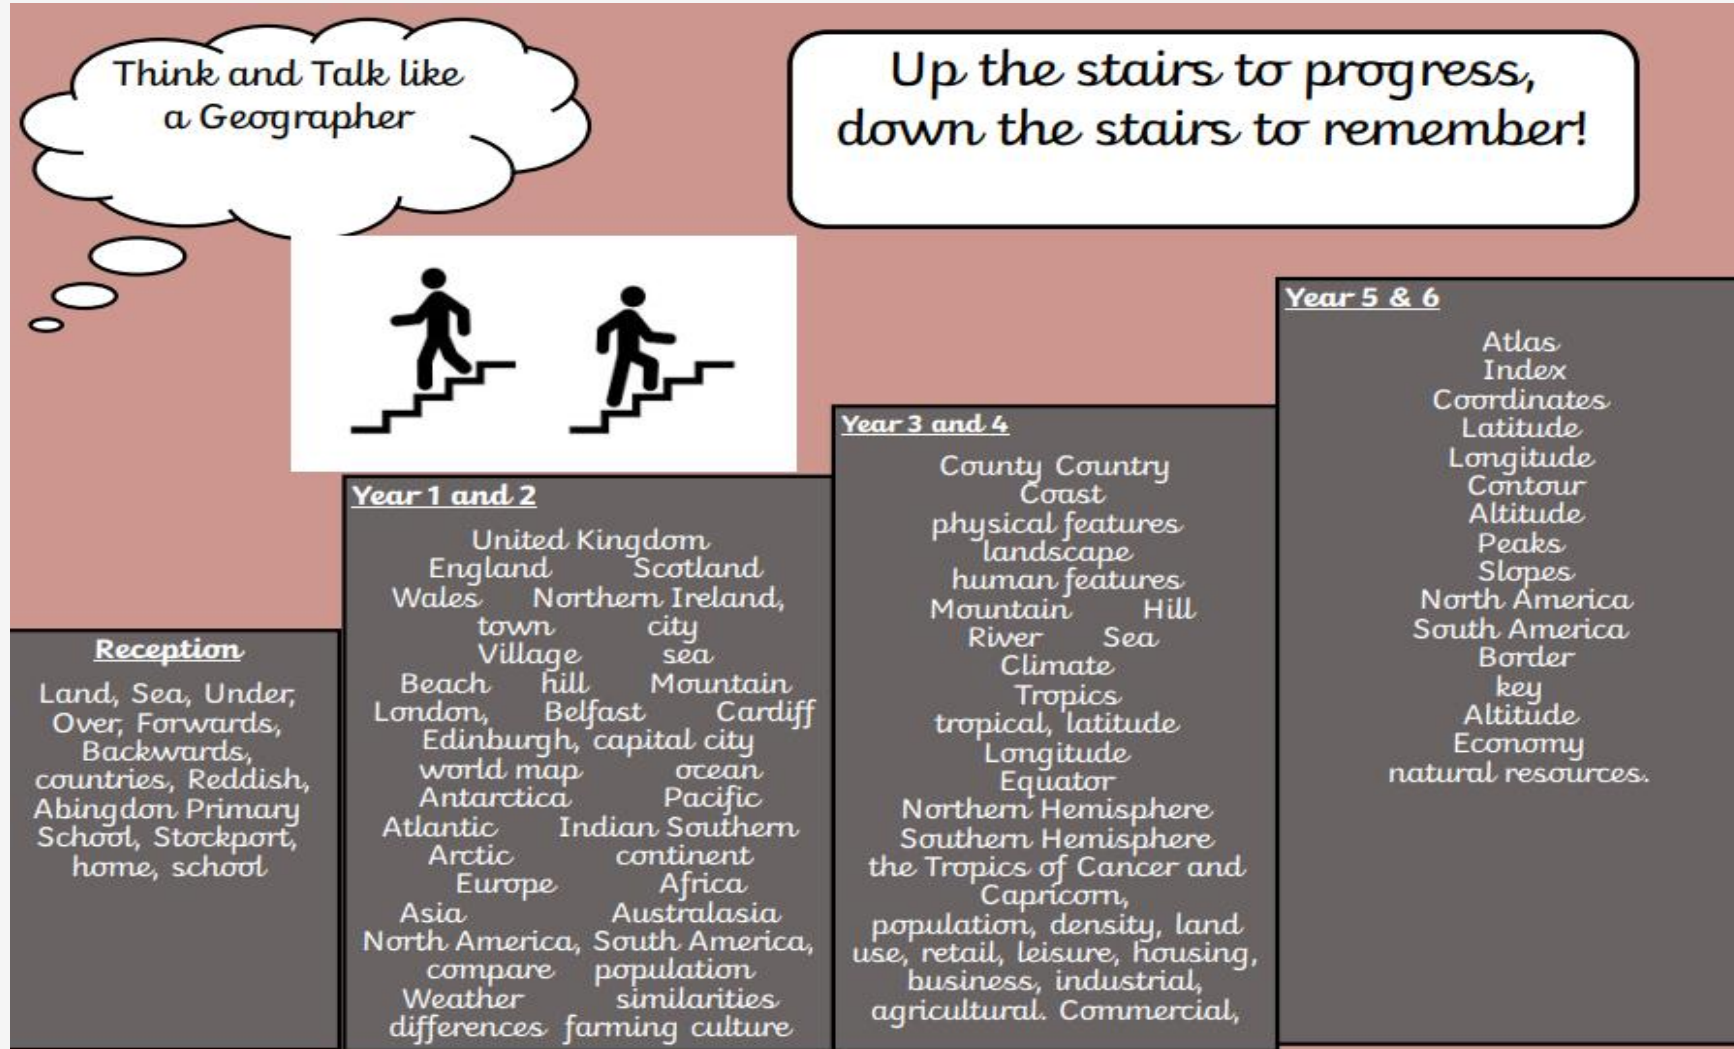 Think and Talk like
a Geographer
Up the stairs to progress,
down the stairs to remember!
Reception
Land, Sea, Under,
Over, Forwards,
Backwards,
countries, Reddish,
Abingdon Primary
School, Stockport,
home, school
Year 1 and 2
United Kingdom
England Scotland
Wales Northern Ireland,
town city
Village sea
Beach hill Mountain
London, Belfast Cardiff
Edinburgh, capital city
world map ocean
Antarctica Pacific
Atlantic Indian Southern
Arctic continent
Europe Africa
Asia Australasia
North America, South America,
compare population
Weather similarities
differences farming culture
Year 3 and 4
County Country
Coast
physical features
landscape
human features
Mountain Hill
River Sea
Climate
Tropics
tropical, latitude
Longitude
Equator
Northern Hemisphere
Southern Hemisphere
the Tropics of Cancer and
Capricorn,
population, density, land
use, retail, leisure, housing,
business, industrial,
agricultural. Commercial,
Year 5 & 6
Atlas
Index
Coordinates
Latitude
Longitude
Contour
Altitude
Peaks
Slopes
North America
South America
Border
key
Altitude
Economy
natural resources.